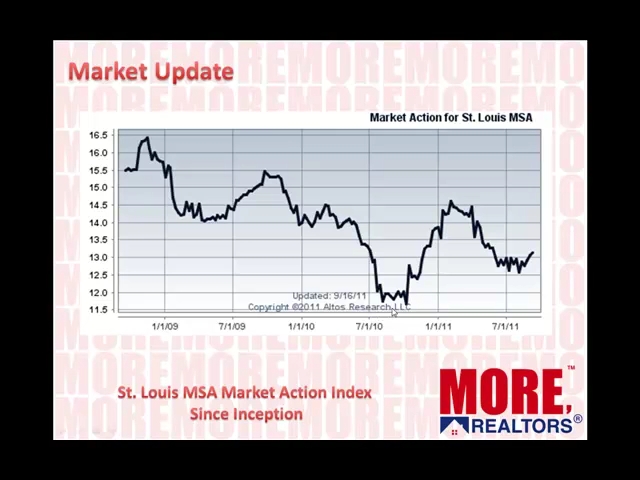 Market Update
Market Action for St. Louis MSA
16.5
16.0
15.5
15.0
14.5
14.0
13.5
13.0
12.5
12.0
11.5
Updated: 9/16/11
Copyright ©2011 Altos Research LLC
1/1/09 7/1/09 1/1/10 7/1/10 1/1/11 7/1/11
St. Louis MSA Market Action Index
Since Inception
MORE, ™
REALTORS®